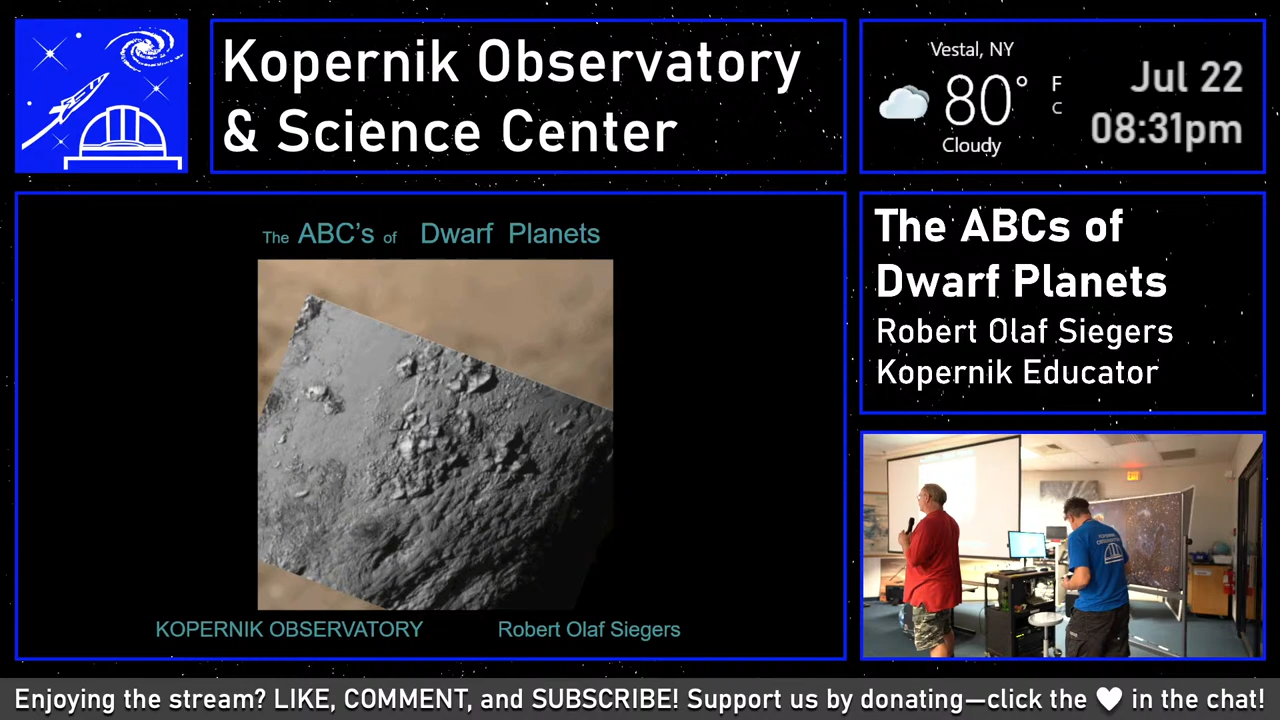 Kopernik Observatory
& Science Center
Vestal, NY
80° F
C
Cloudy
Jul 22
08:31pm
The ABC's of Dwarf Planets
KOPERNIK OBSERVATORY Robert Olaf Siegers
The ABCs of
Dwarf Planets
Robert Olaf Siegers
Kopernik Educator
Enjoying the stream? LIKE, COMMENT, and SUBSCRIBE! Support us by donating—click the ♥ in the chat!